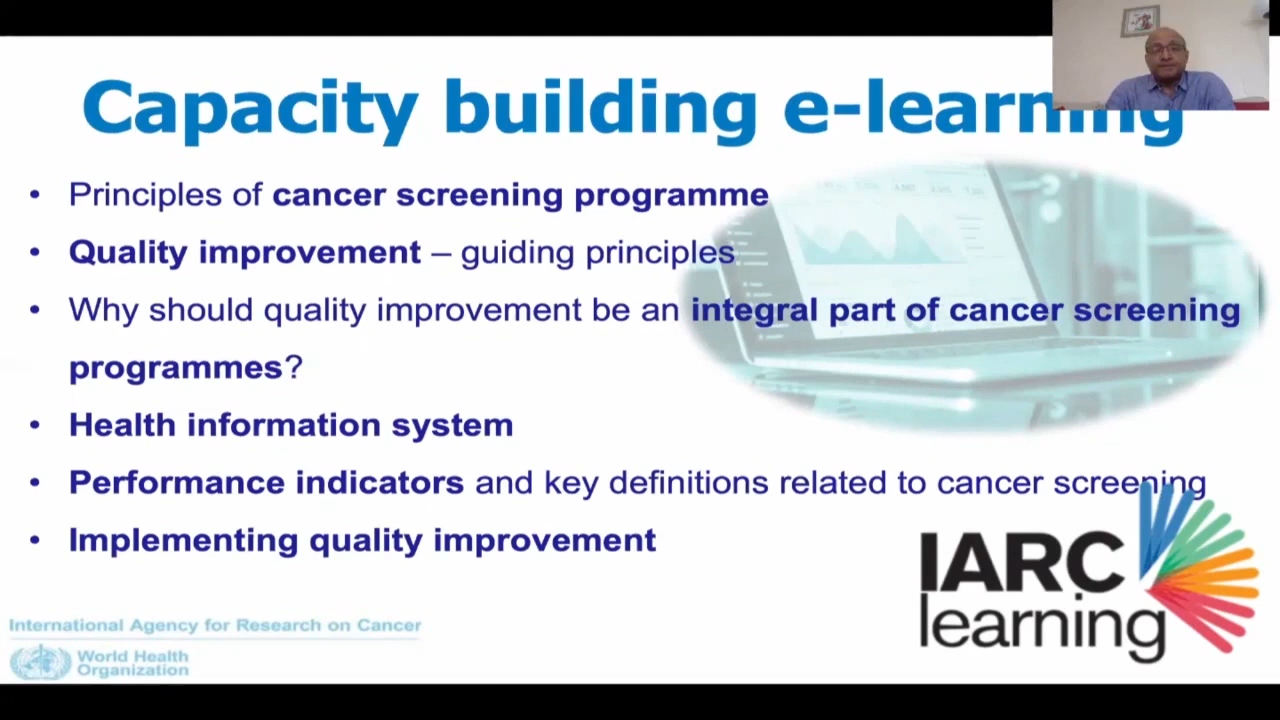 Capacity building e-learning
• Principles of cancer screening programme
• Quality improvement – guiding principles
• Why should quality improvement be an integral part of cancer screening
programmes?
• Health information system
• Performance indicators and key definitions related to cancer screening
• Implementing quality improvement
IARC
learning
International Agency for Research on Cancer
World Health
Organization